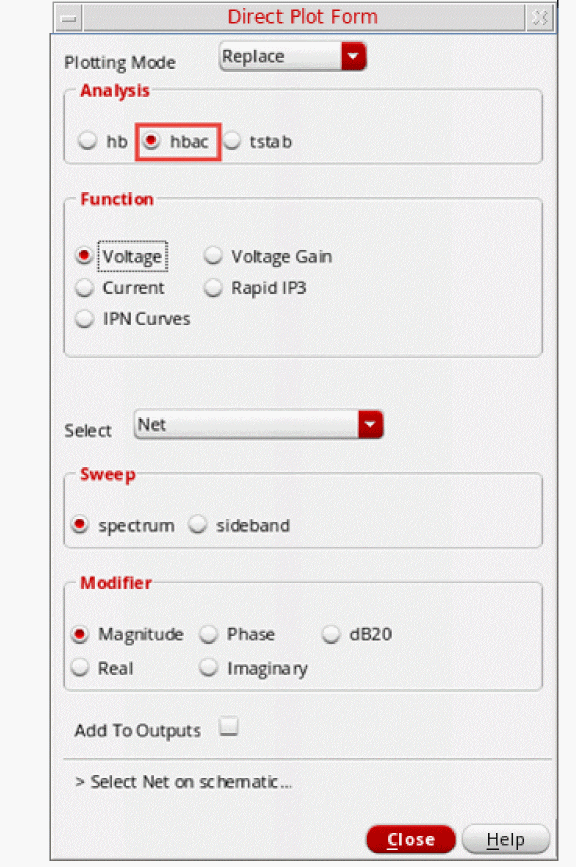 Direct Plot Form
Plotting Mode Replace
Analysis
hb hbac tstab
Function
Voltage Voltage Gain
Current Rapid IP3
IPN Curves
Select Net
Sweep
spectrum sideband
Modifier
Magnitude Phase dB20
Real Imaginary
Add To Outputs
> Select Net on schematic...
Close Help